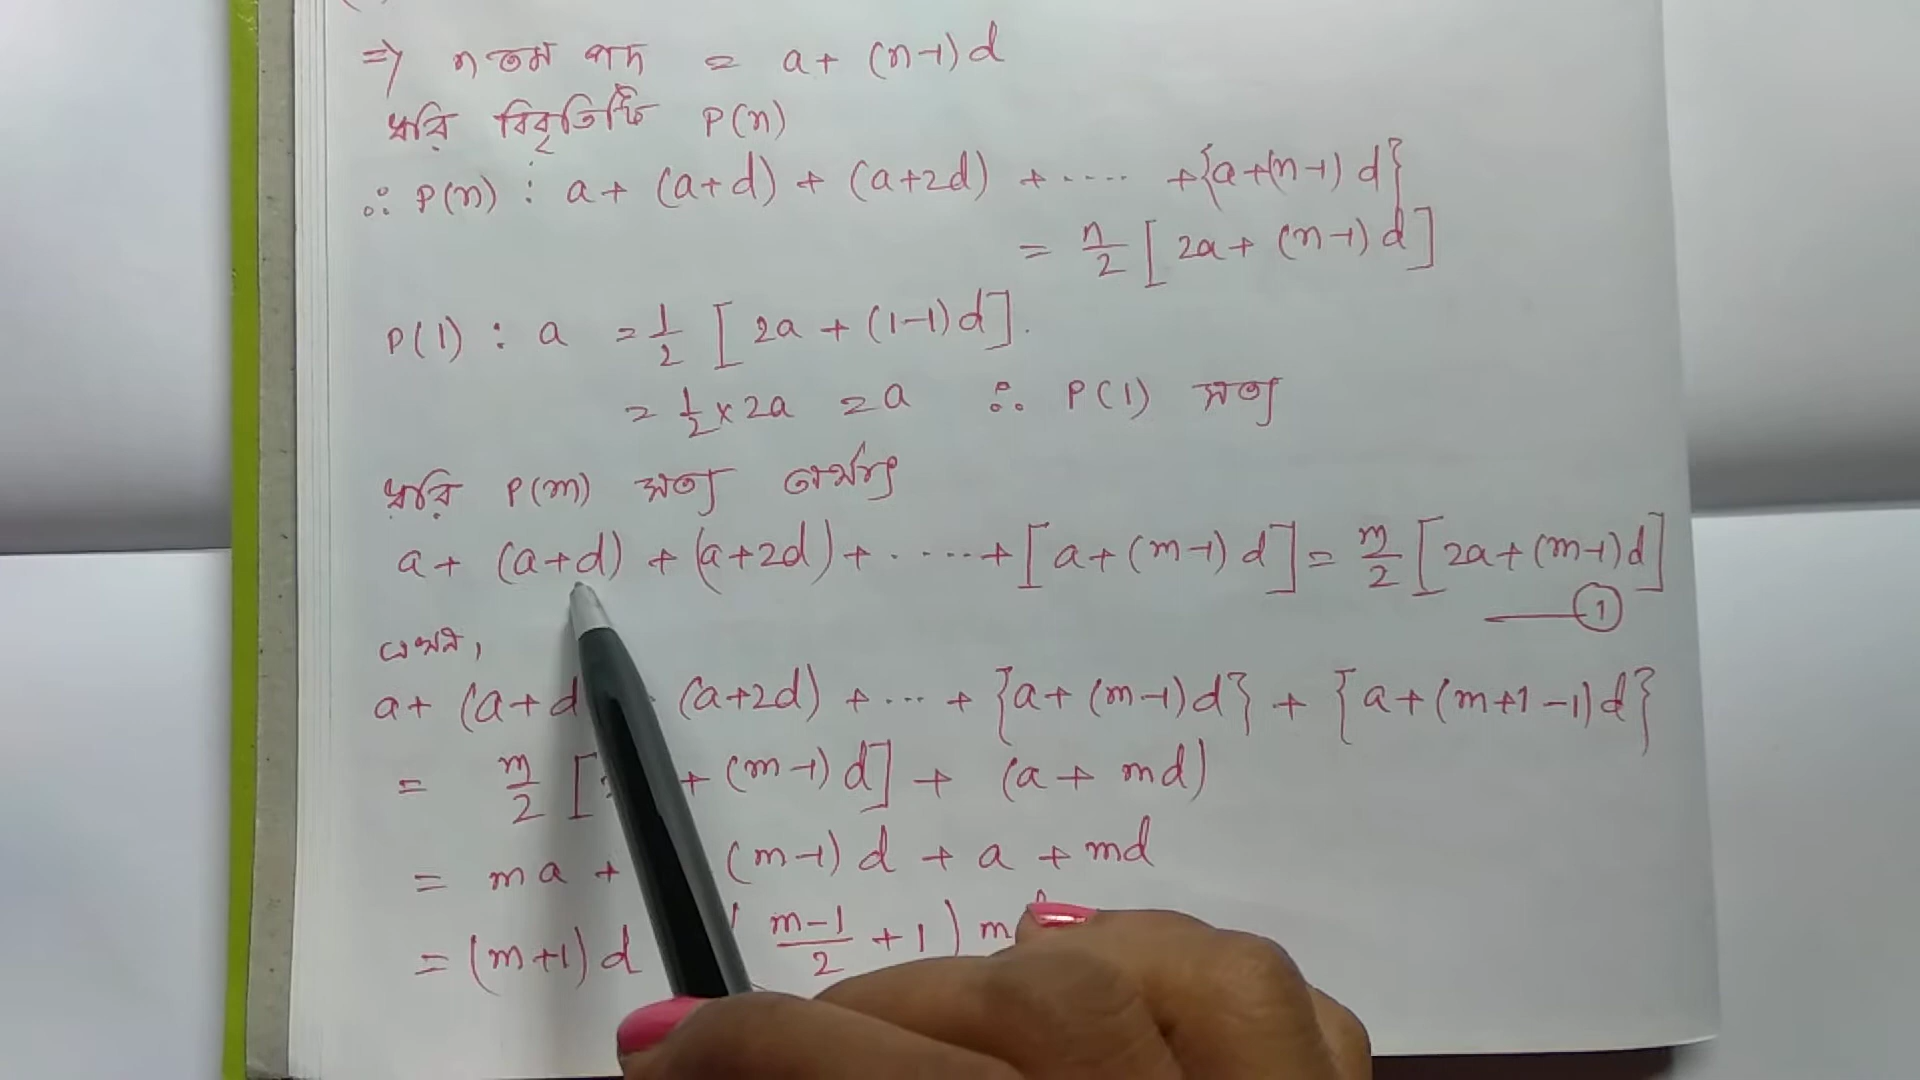 ⇒ n তম পদ = a + (n-1) d
ধরি বিবৃতিটি P(n)
∴ P(n) : a + (a+d) + (a+2d) + ..... + {a+(n-1) d}
= n/2 [ 2a + (n-1) d ]
P(1) : a = 1/2 [ 2a + (1-1) d ].
= 1/2 × 2a = a ∴ P(1) সত্য
ধরি P(m) সত্য অর্থাৎ
a + (a+d) + (a+2d) + ..... + [ a + (m-1) d ] = m/2 [ 2a + (m-1) d ]
—— ①
এখন,
a + (a+d (a+2d) + ... + {a + (m-1) d} + {a + (m+1-1) d}
= m/2 [ + (m-1) d ] + (a + md)
= ma + (m-1) d + a + md
= (m+1) d ( m-1/2 + 1 ) m